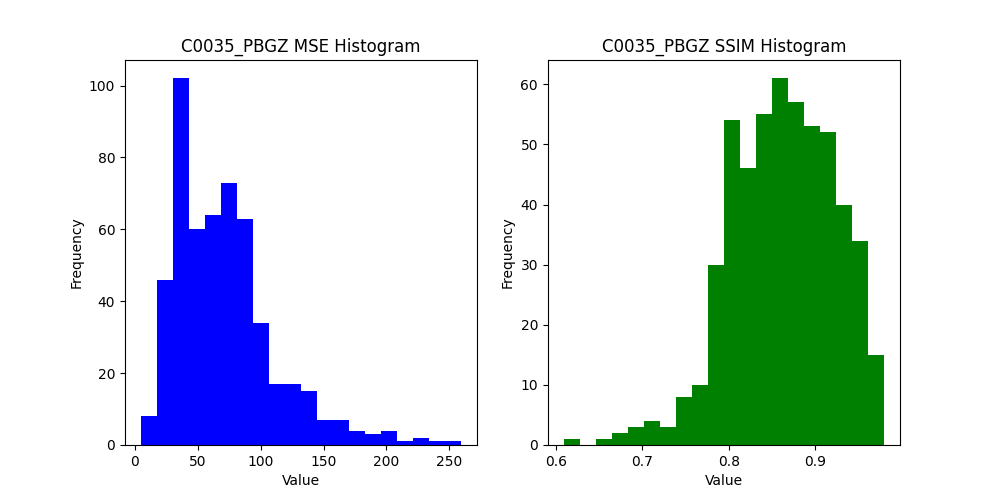 C0035_PBGZ MSE Histogram
Frequency
100
80
60
40
20
0
0 50 100 150 200 250
Value
C0035_PBGZ SSIM Histogram
Frequency
60
50
40
30
20
10
0
0.6 0.7 0.8 0.9
Value